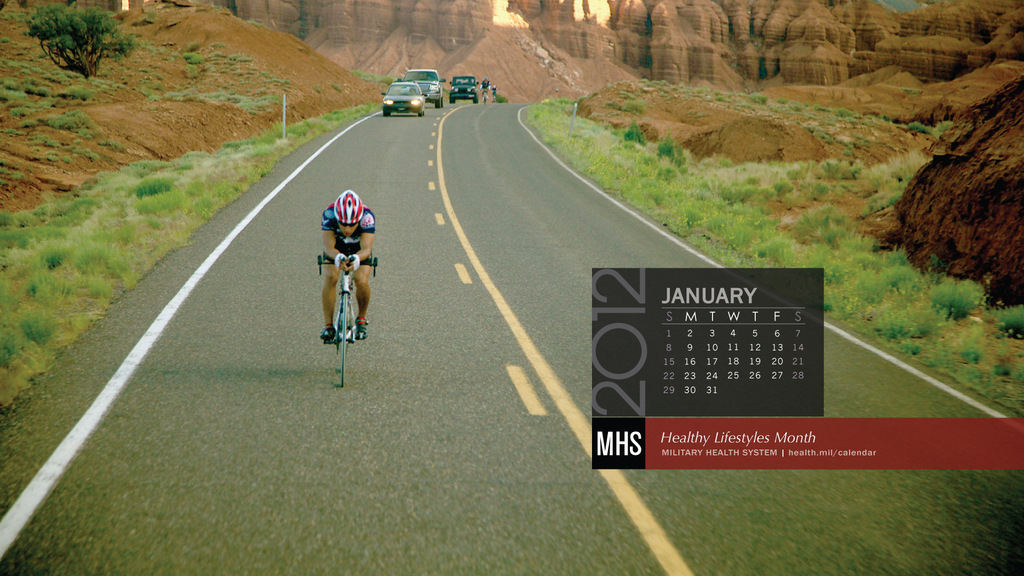 2012
JANUARY
S M T W T F S
1 2 3 4 5 6 7
8 9 10 11 12 13 14
15 16 17 18 19 20 21
22 23 24 25 26 27 28
29 30 31
MHS
Healthy Lifestyles Month
MILITARY HEALTH SYSTEM | health.mil/calendar